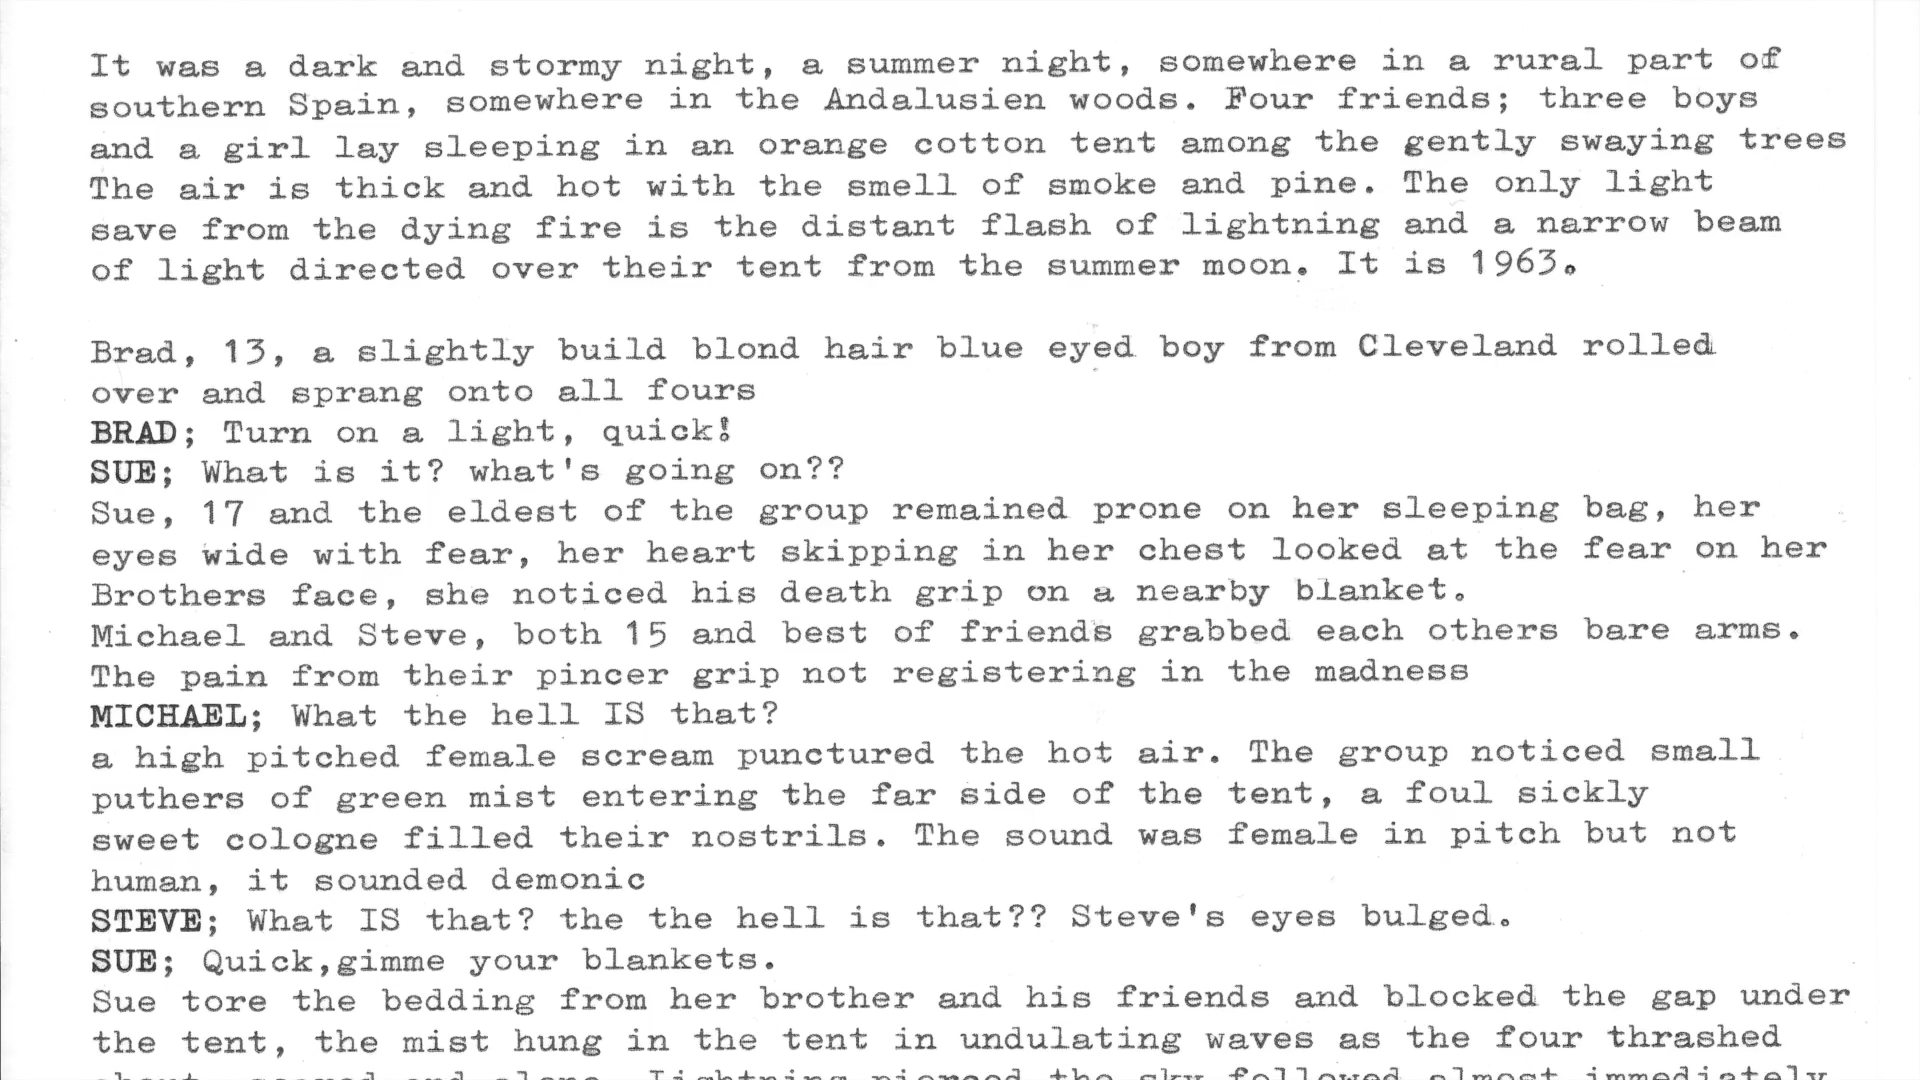 It was a dark and stormy night, a summer night, somewhere in a rural part of
southern Spain, somewhere in the Andalusien woods. Four friends; three boys
and a girl lay sleeping in an orange cotton tent among the gently swaying trees
The air is thick and hot with the smell of smoke and pine. The only light
save from the dying fire is the distant flash of lightning and a narrow beam
of light directed over their tent from the summer moon. It is 1963.
Brad, 13, a slightly build blond hair blue eyed boy from Cleveland rolled
over and sprang onto all fours
BRAD; Turn on a light, quick!
SUE; What is it? what's going on??
Sue, 17 and the eldest of the group remained prone on her sleeping bag, her
eyes wide with fear, her heart skipping in her chest looked at the fear on her
Brothers face, she noticed his death grip on a nearby blanket.
Michael and Steve, both 15 and best of friends grabbed each others bare arms.
The pain from their pincer grip not registering in the madness
MICHAEL; What the hell IS that?
a high pitched female scream punctured the hot air. The group noticed small
puthers of green mist entering the far side of the tent, a foul sickly
sweet cologne filled their nostrils. The sound was female in pitch but not
human, it sounded demonic
STEVE; What IS that? the the hell is that?? Steve's eyes bulged.
SUE; Quick,gimme your blankets.
Sue tore the bedding from her brother and his friends and blocked the gap under
the tent, the mist hung in the tent in undulating waves as the four thrashed
about, scared and alone. Lightning pierced the sky followed almost immediately